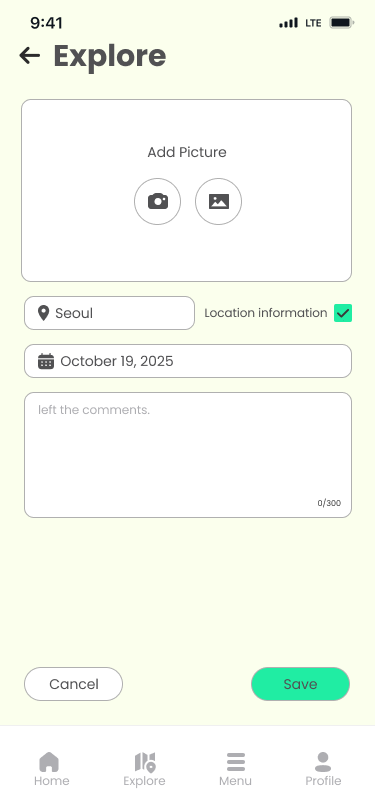 9:41 LTE
Explore
Add Picture
Seoul Location information
October 19, 2025
left the comments.
0/300
Cancel Save
Home Explore Menu Profile